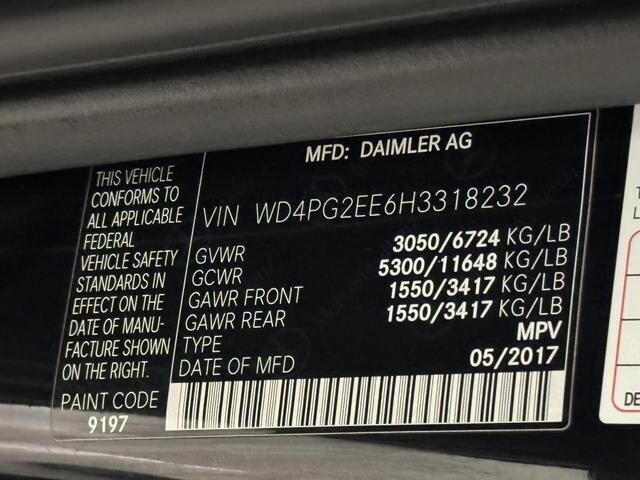 MFD: DAIMLER AG
THIS VEHICLE
CONFORMS TO
ALL APPLICABLE
FEDERAL
VEHICLE SAFETY
STANDARDS IN
EFFECT ON THE
DATE OF MANU-
FACTURE SHOWN
ON THE RIGHT.
PAINT CODE
9197
VIN WD4PG2EE6H3318232
GVWR 3050/6724 KG/LB
GCWR 5300/11648 KG/LB
GAWR FRONT 1550/3417 KG/LB
GAWR REAR 1550/3417 KG/LB
TYPE MPV
DATE OF MFD 05/2017